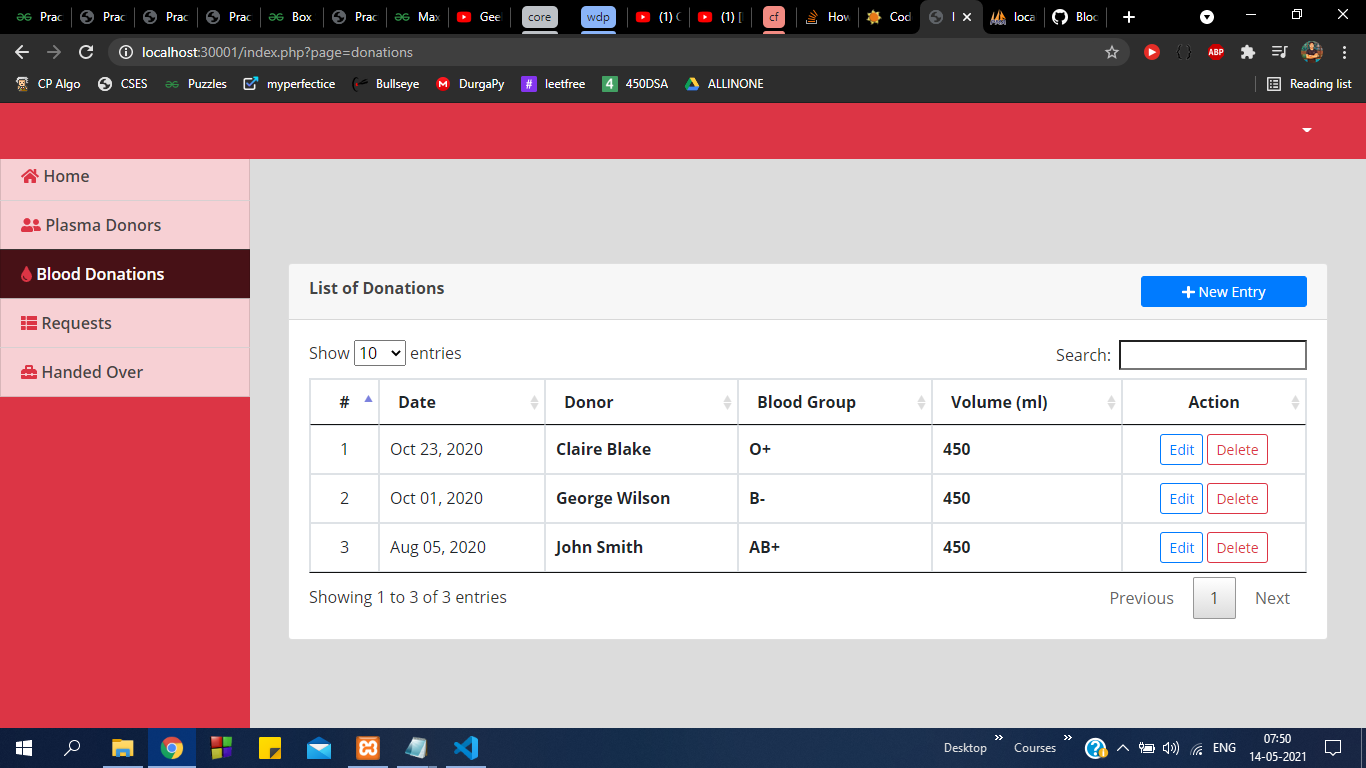 Prac Prac Prac Prac Box Prac Max Gee core wdp (1) (1) cf How Cod loca Bloc
localhost:30001/index.php?page=donations
ABP
CP Algo CSES Puzzles myperfectice Bullseye DurgaPy # leetfree 4 450DSA ALLINONE Reading list
Home
Plasma Donors
Blood Donations
Requests
Handed Over
List of Donations
New Entry
Show 10 entries
Search:
# Date Donor Blood Group Volume (ml) Action
1 Oct 23, 2020 Claire Blake O+ 450 Edit Delete
2 Oct 01, 2020 George Wilson B- 450 Edit Delete
3 Aug 05, 2020 John Smith AB+ 450 Edit Delete
Showing 1 to 3 of 3 entries
Previous 1 Next
Desktop Courses ENG 07:50
14-05-2021